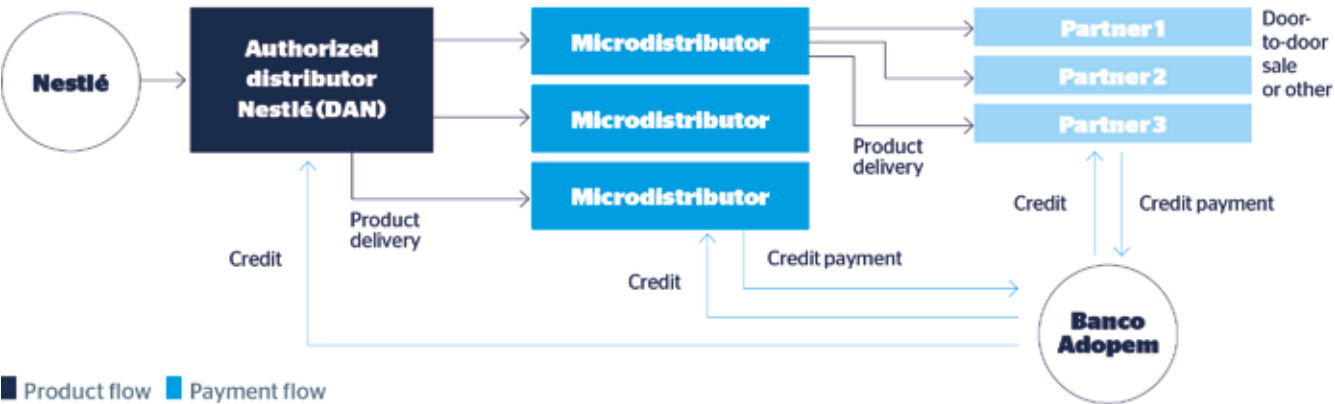 Nestlé
Authorized
distributor
Nestlé (DAN)
Microdistributor
Microdistributor
Microdistributor
Partner 1
Partner 2
Partner 3
Door-
to-door
sale
or other
Product
delivery
Product
delivery
Credit
Credit
Credit payment
Credit
Credit payment
Banco
Adopem
Product flow
Payment flow